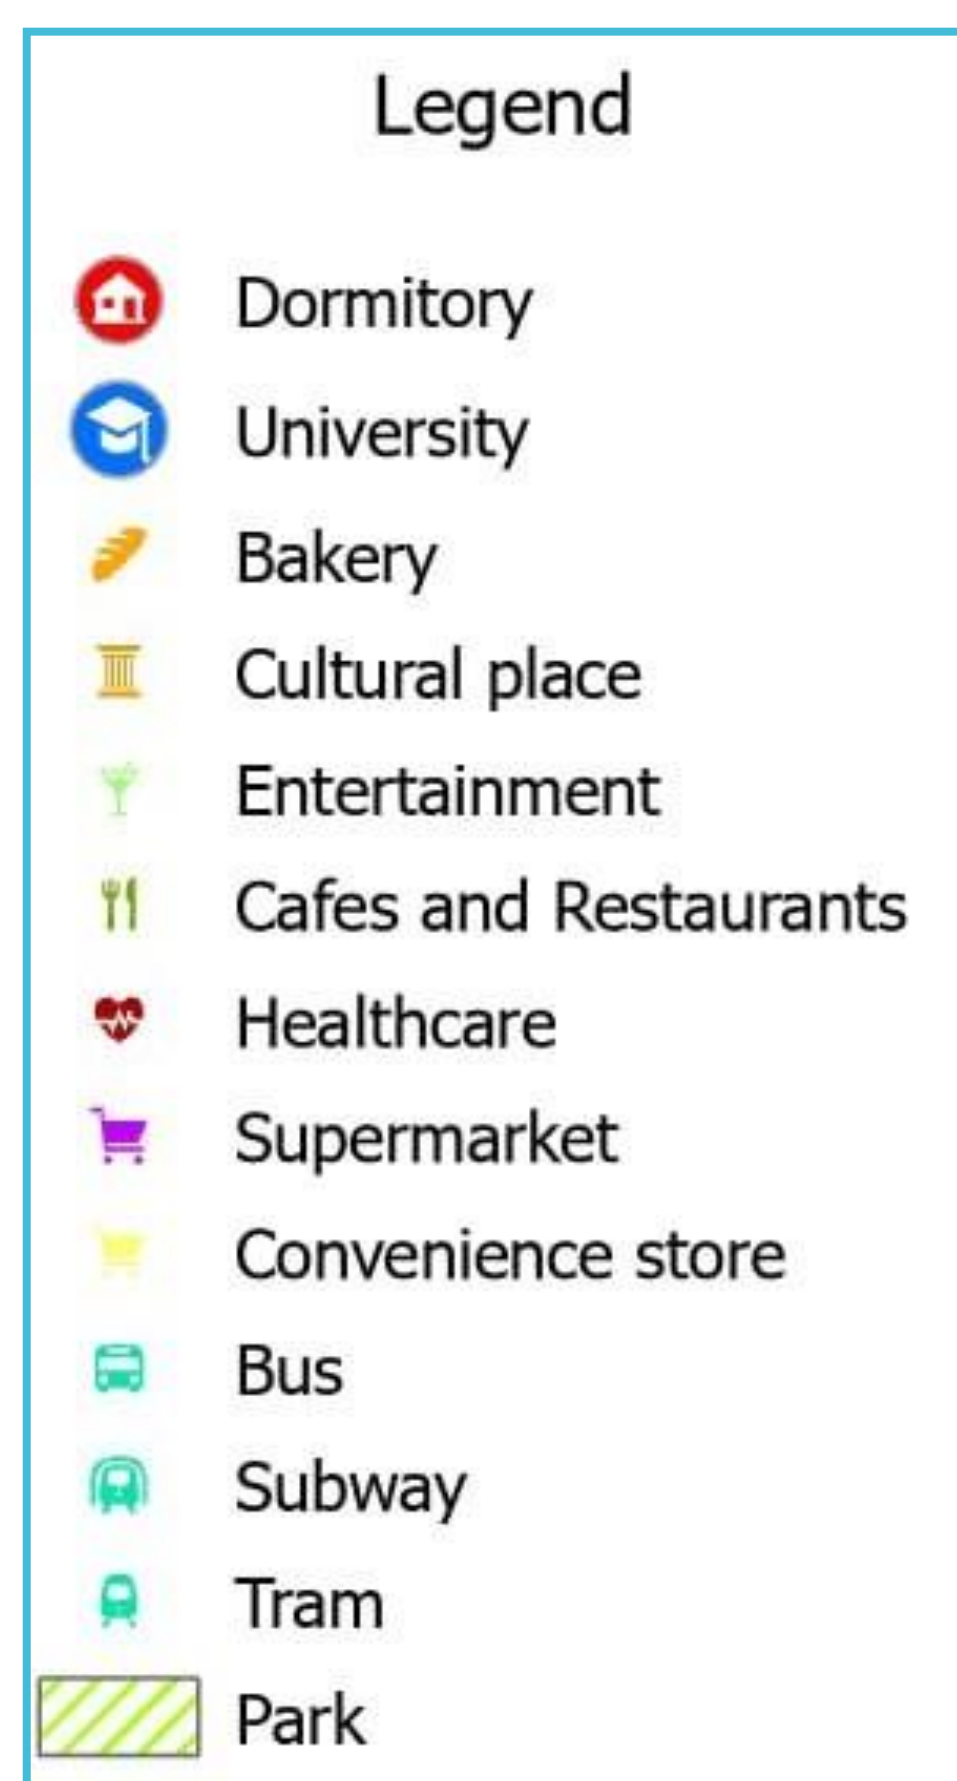 Legend
Dormitory
University
Bakery
Cultural place
Entertainment
Cafes and Restaurants
Healthcare
Supermarket
Convenience store
Bus
Subway
Tram
Park